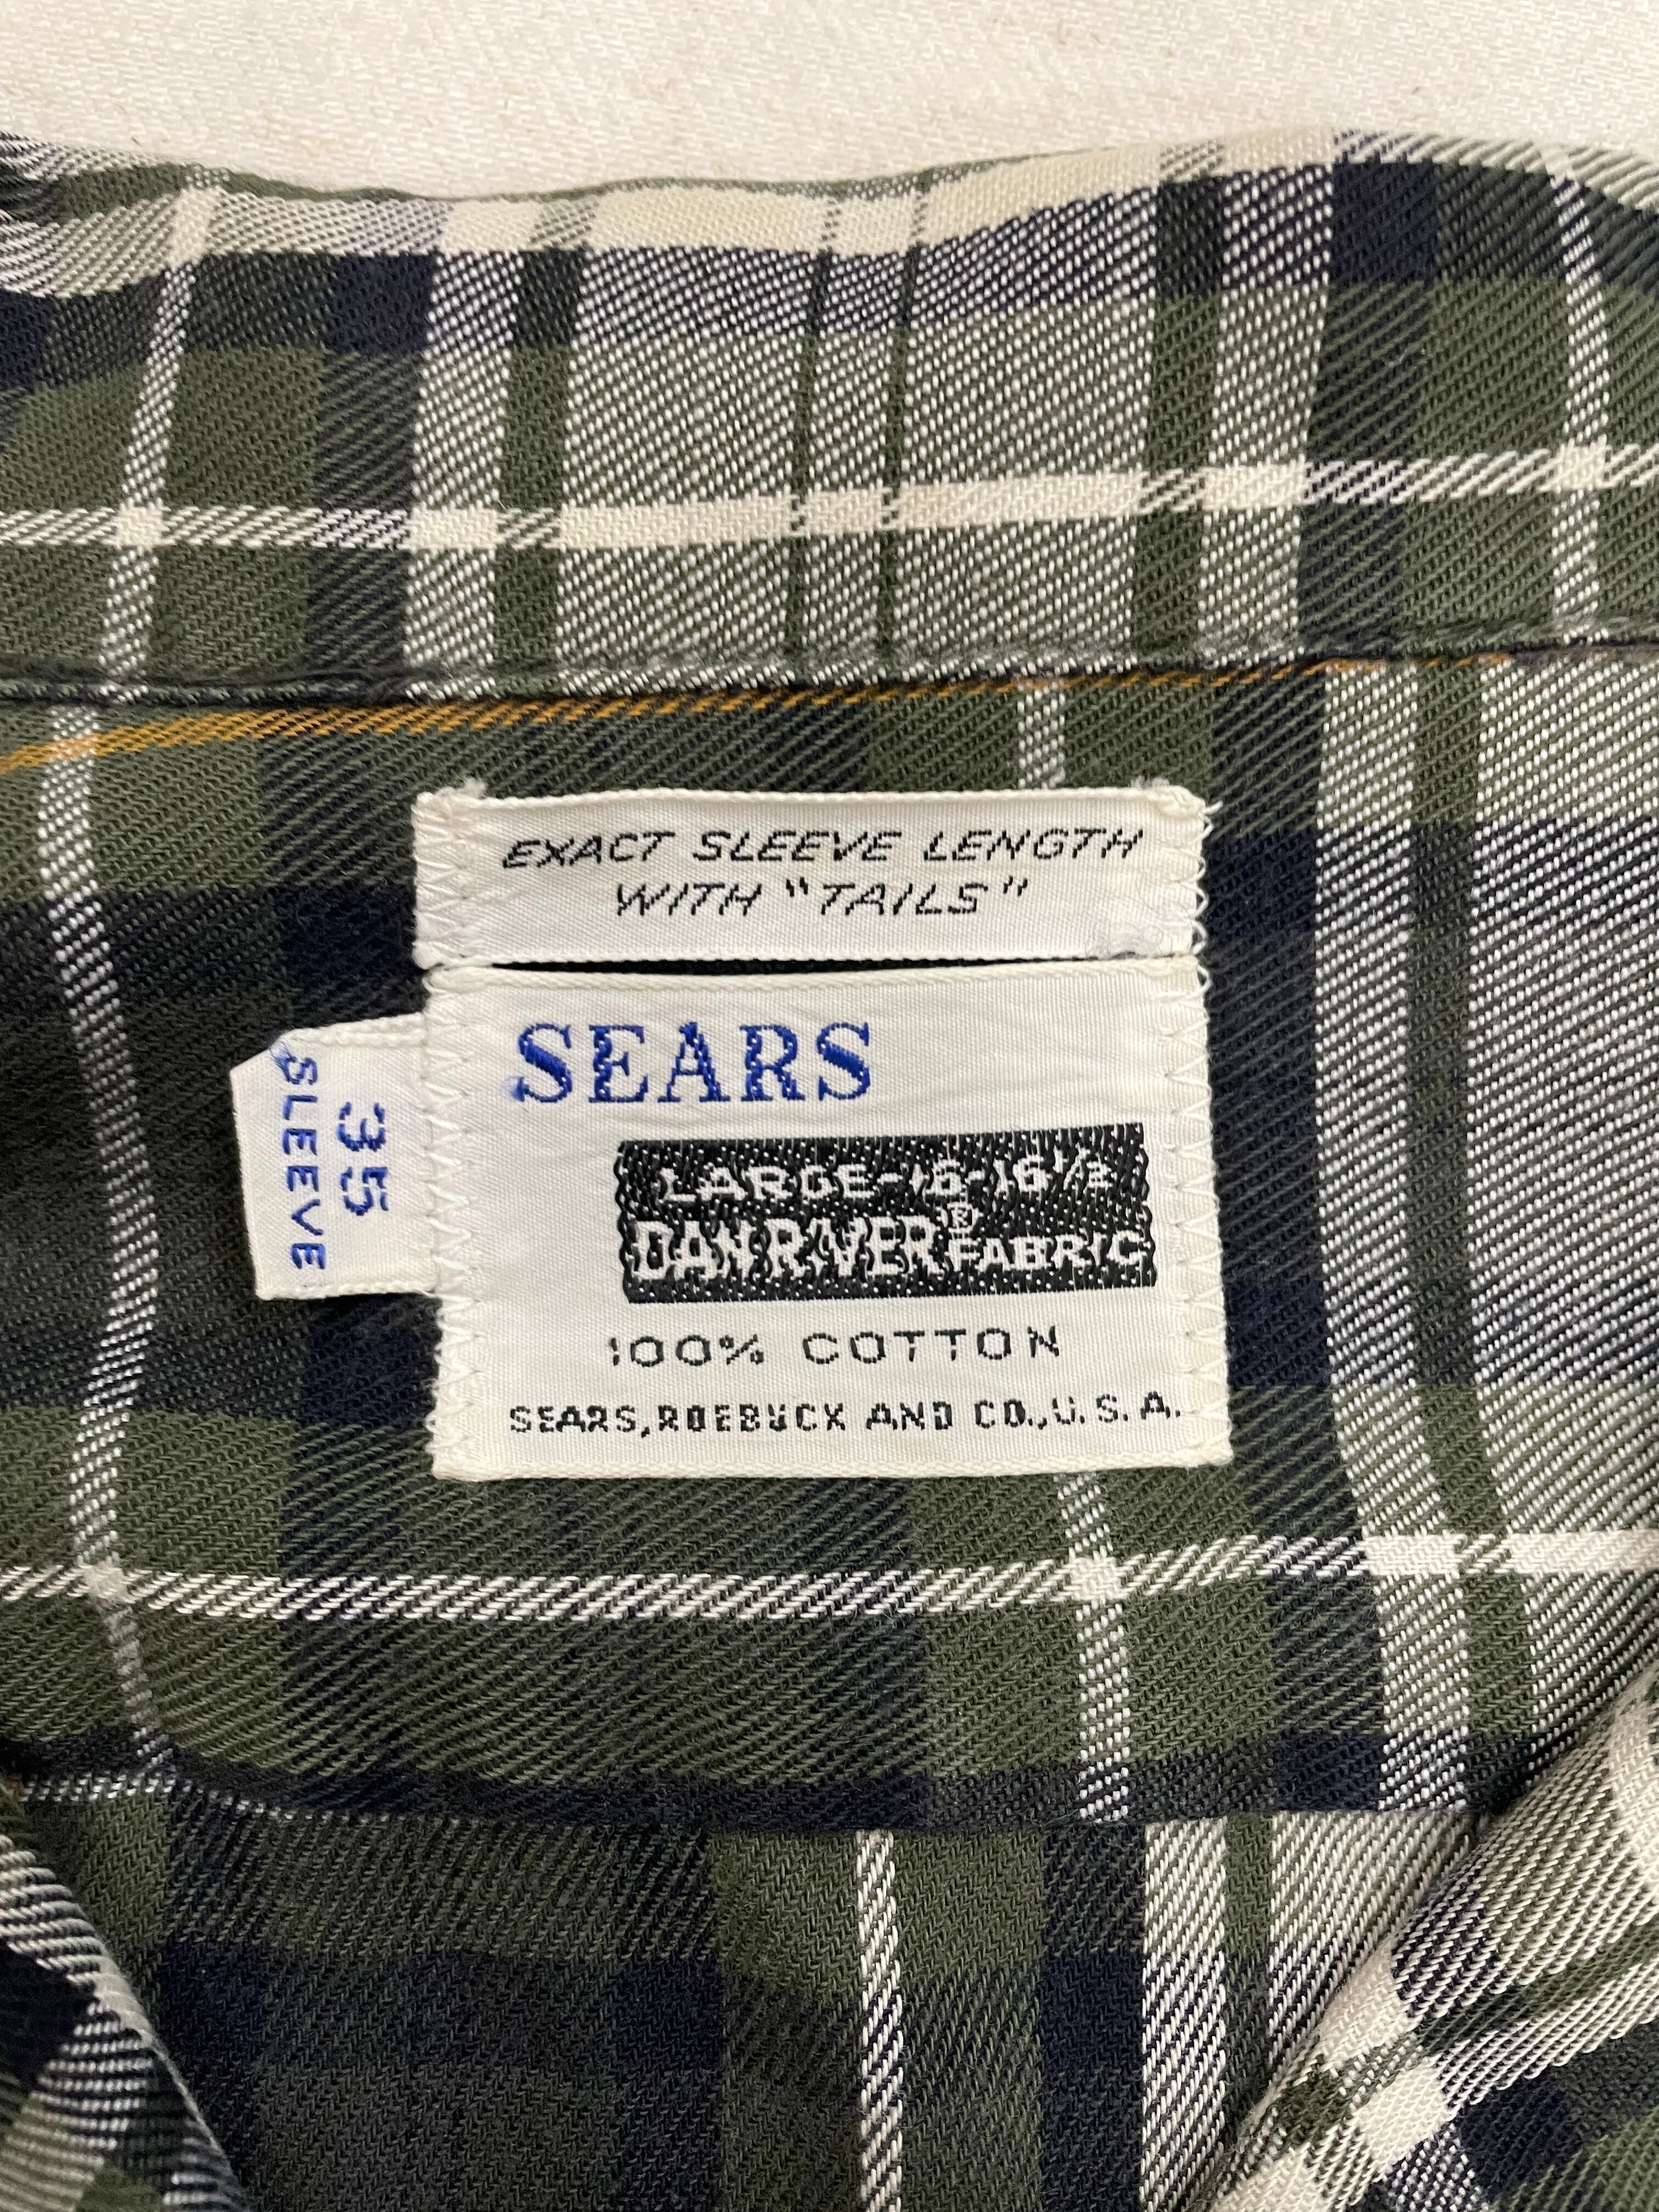 EXACT SLEEVE LENGTH
WITH "TAILS"
SEARS
LARGE-16-16½
DAN RIVER® FABRIC
100% COTTON
SEARS, ROEBUCK AND CO., U.S.A.
35
SLEEVE